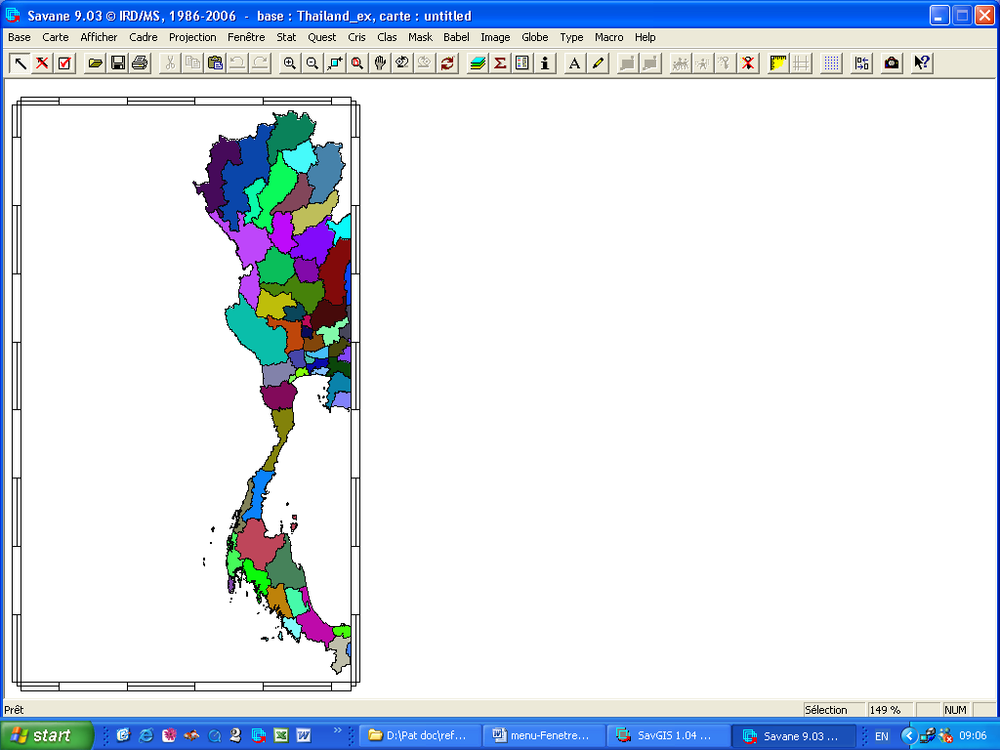 Savane 9.03 © IRD/MS, 1986-2006 - base : Thailand_ex, carte : untitled
Base Carte Afficher Cadre Projection Fenêtre Stat Quest Cris Clas Mask Babel Image Globe Type Macro Help
Prêt Sélection 149 % NUM
start D:\Pat doc\ref... menu-Fenetre... SavGIS 1.04 ... Savane 9.03 ... EN 09:06